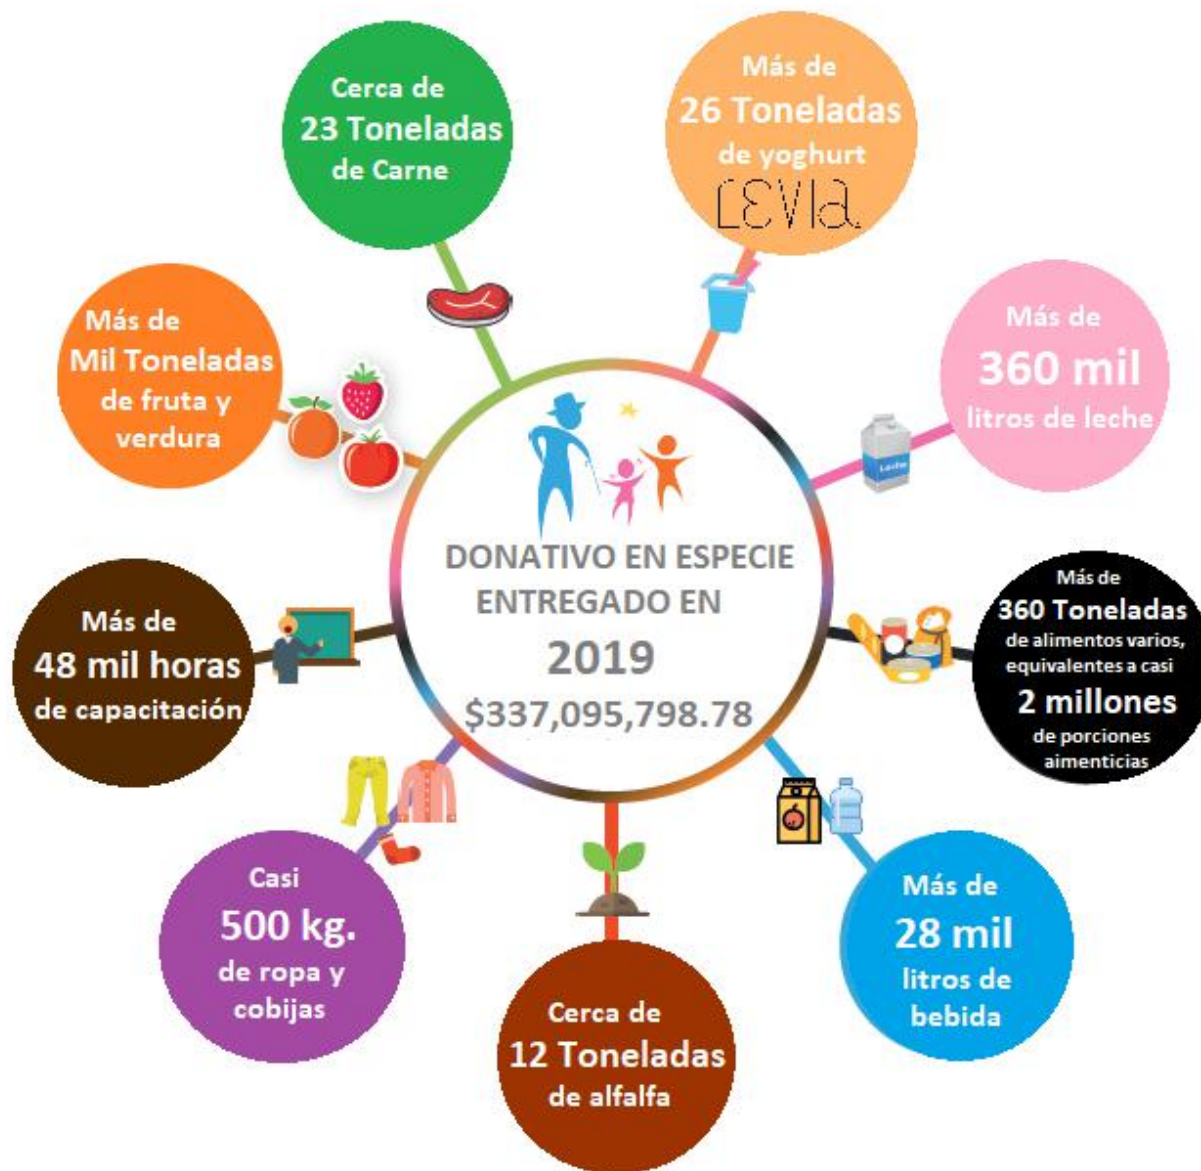 Cerca de
23 Toneladas
de Carne
Más de
26 Toneladas
de yoghurt
LEVIa
Más de
360 mil
litros de leche
Leche
Más de
360 Toneladas
de alimentos varios,
equivalentes a casi
2 millones
de porciones
aimenticias
Más de
28 mil
litros de
bebida
Cerca de
12 Toneladas
de alfalfa
Casi
500 kg.
de ropa y
cobijas
Más de
48 mil horas
de capacitación
Más de
Mil Toneladas
de fruta y
verdura
DONATIVO EN ESPECIE
ENTREGADO EN
2019
$337,095,798.78